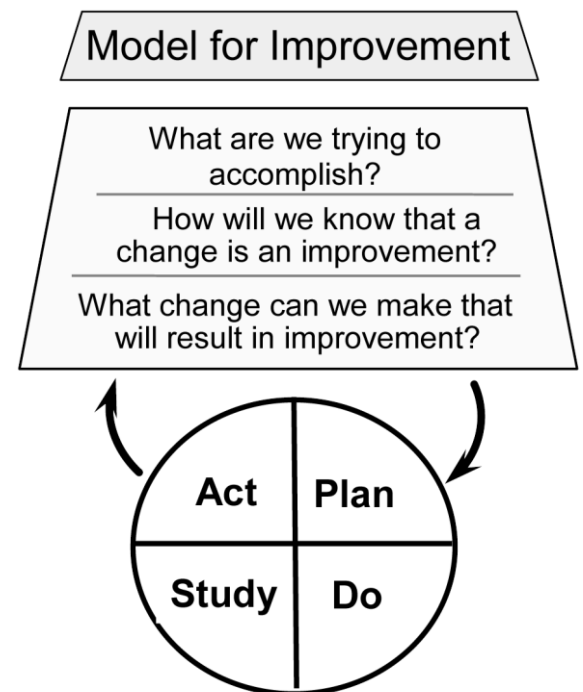 Model for Improvement
What are we trying to
accomplish?
How will we know that a
change is an improvement?
What change can we make that
will result in improvement?
Act
Plan
Study
Do